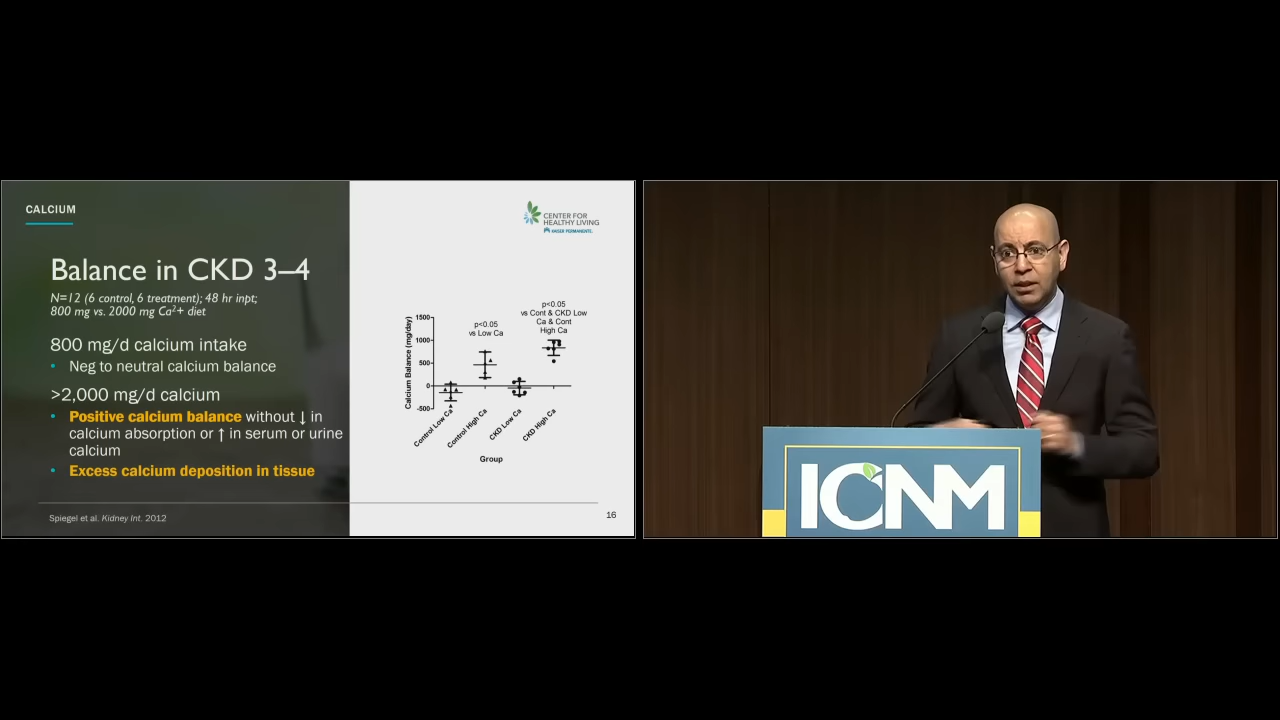 CALCIUM
CENTER FOR
HEALTHY LIVING
KAISER PERMANENTE.
Balance in CKD 3–4
N=12 (6 control, 6 treatment); 48 hr inpt;
800 mg vs. 2000 mg Ca²+ diet
800 mg/d calcium intake
• Neg to neutral calcium balance
>2,000 mg/d calcium
• Positive calcium balance without ↓ in
calcium absorption or ↑ in serum or urine
calcium
• Excess calcium deposition in tissue
p<0.05
vs Cont & CKD Low
Ca & Cont
High Ca
p<0.05
vs Low Ca
Calcium Balance (mg/day)
1500
1000
500
0
-500
Control Low Ca
Control High Ca
CKD Low Ca
CKD High Ca
Group
Spiegel et al. Kidney Int. 2012
16
ICNM